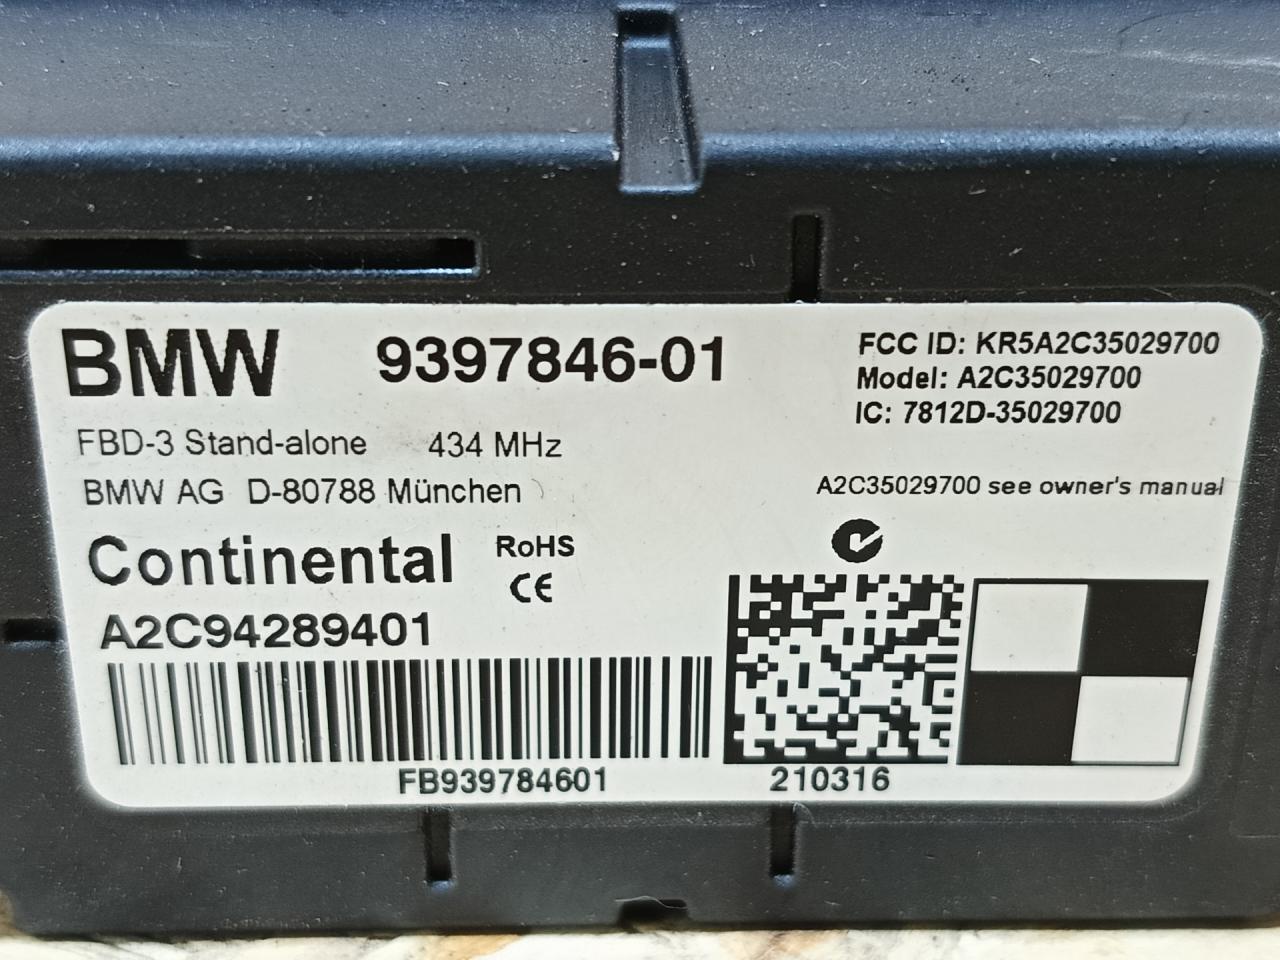 BMW 9397846-01
FBD-3 Stand-alone 434 MHz
BMW AG D-80788 München
FCC ID: KR5A2C35029700
Model: A2C35029700
IC: 7812D-35029700
A2C35029700 see owner's manual
Continental RoHS
CE
A2C94289401
FB939784601
210316